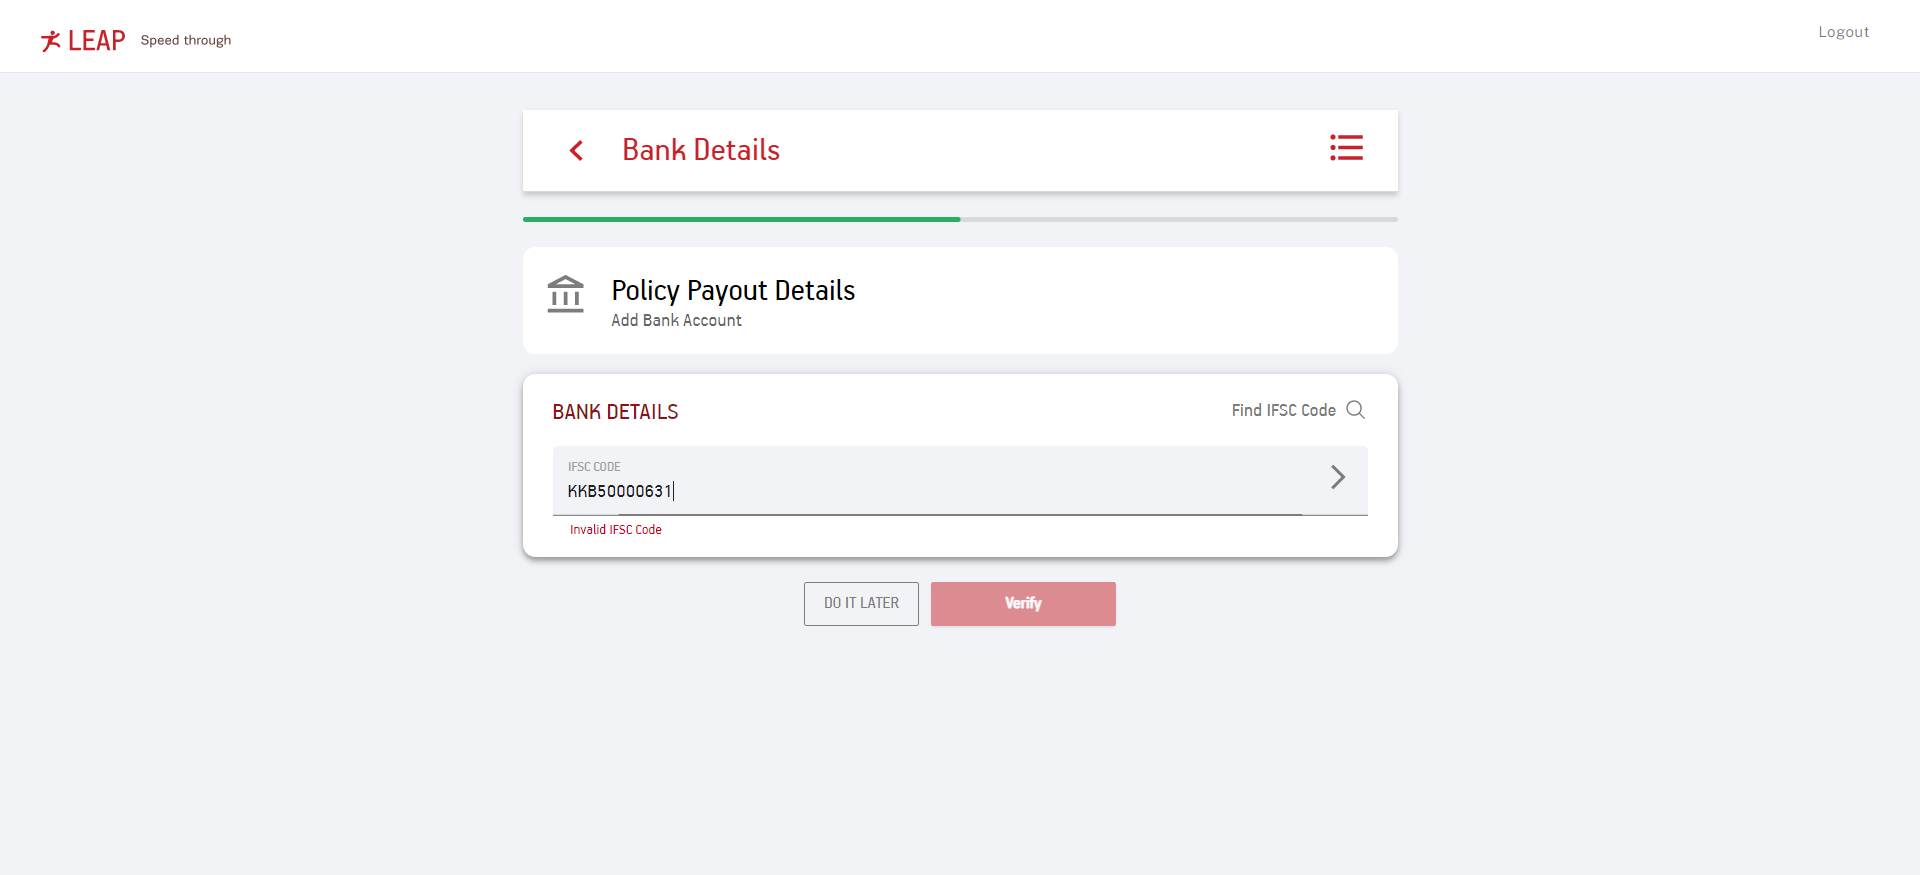 LEAP Speed through
Logout
Bank Details
Policy Payout Details
Add Bank Account
BANK DETAILS
Find IFSC Code
IFSC CODE
KKB50000631
Invalid IFSC Code
DO IT LATER
Verify